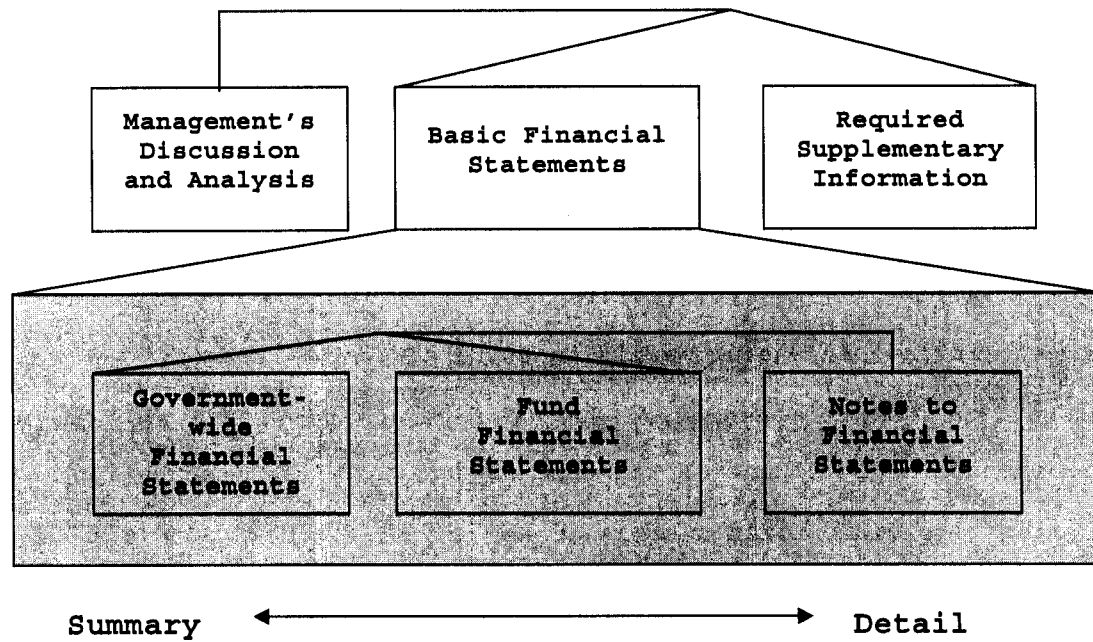 Management's
Discussion
and Analysis
Basic Financial
Statements
Required
Supplementary
Information
Government-
wide
Financial
Statements
Fund
Financial
Statements
Notes to
Financial
Statements
Summary
Detail